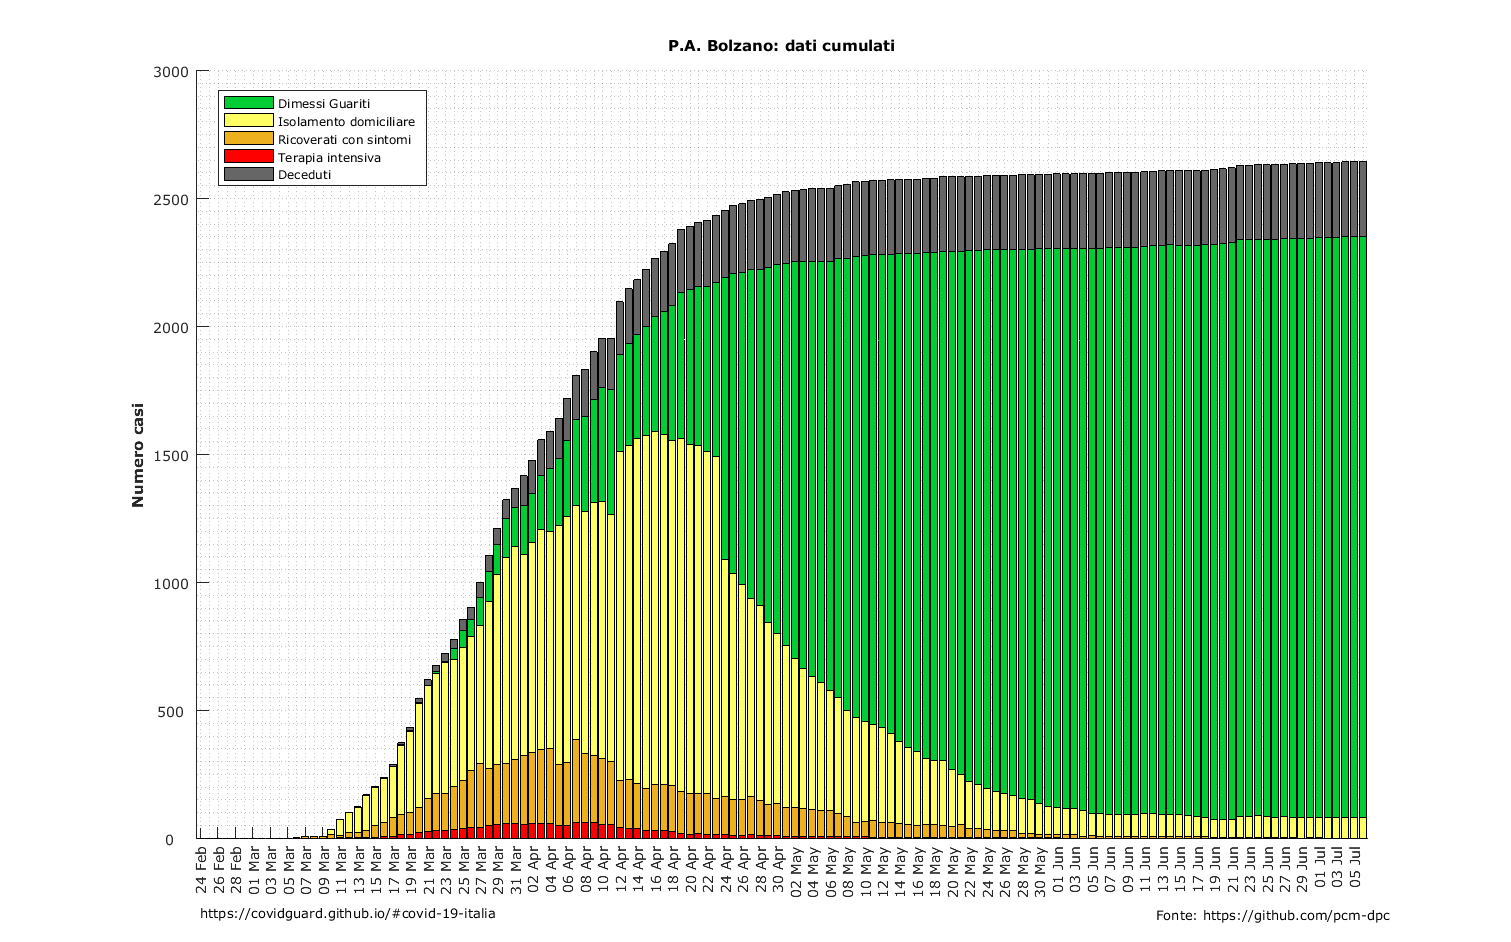 P.A. Bolzano: dati cumulati
3000
2500
2000
1500
1000
500
0
Numero casi
Dimessi Guariti
Isolamento domiciliare
Ricoverati con sintomi
Terapia intensiva
Deceduti
24 Feb
26 Feb
28 Feb
01 Mar
03 Mar
05 Mar
07 Mar
09 Mar
11 Mar
13 Mar
15 Mar
17 Mar
19 Mar
21 Mar
23 Mar
25 Mar
27 Mar
29 Mar
31 Mar
02 Apr
04 Apr
06 Apr
08 Apr
10 Apr
12 Apr
14 Apr
16 Apr
18 Apr
20 Apr
22 Apr
24 Apr
26 Apr
28 Apr
30 Apr
02 May
04 May
06 May
08 May
10 May
12 May
14 May
16 May
18 May
20 May
22 May
24 May
26 May
28 May
30 May
01 Jun
03 Jun
05 Jun
07 Jun
09 Jun
11 Jun
13 Jun
15 Jun
17 Jun
19 Jun
21 Jun
23 Jun
25 Jun
27 Jun
29 Jun
01 Jul
03 Jul
05 Jul
https://covidguard.github.io/#covid-19-italia
Fonte: https://github.com/pcm-dpc